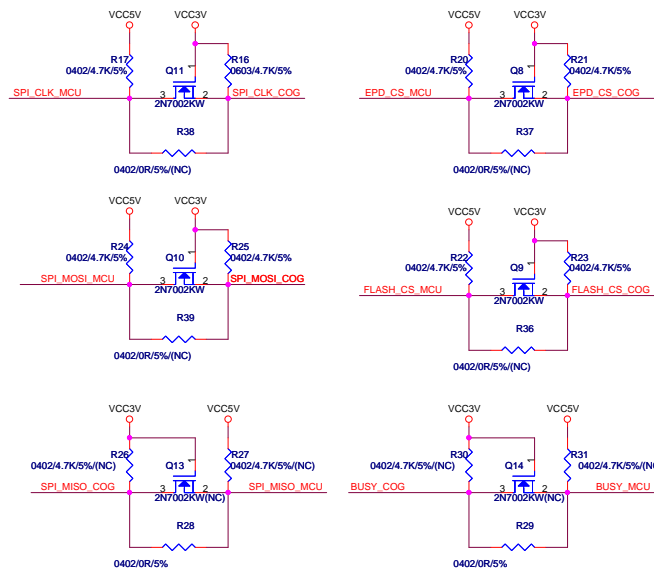 VCC5V VCC3V
R17 R16
0402/4.7K/5% Q11 0603/4.7K/5%
1
SPI_CLK_MCU 3 2 SPI_CLK_COG
2N7002KW
R38
0402/0R/5%/(NC)
VCC5V VCC3V
R20 R21
0402/4.7K/5% Q8 0402/4.7K/5%
1
EPD_CS_MCU 3 2 EPD_CS_COG
2N7002KW
R37
0402/0R/5%/(NC)
VCC5V VCC3V
R24 R25
0402/4.7K/5% Q10 0402/4.7K/5%
1
SPI_MOSI_MCU 3 2 SPI_MOSI_COG
2N7002KW
R39
0402/0R/5%/(NC)
VCC5V VCC3V
R22 R23
0402/4.7K/5% Q9 0402/4.7K/5%
1
FLASH_CS_MCU 3 2 FLASH_CS_COG
2N7002KW
R36
0402/0R/5%/(NC)
VCC3V VCC5V
R26 R27
0402/4.7K/5%/(NC) Q13 0402/4.7K/5%/(NC)
1
SPI_MISO_COG 3 2 SPI_MISO_MCU
2N7002KW(NC)
R28
0402/0R/5%
VCC3V VCC5V
R30 R31
0402/4.7K/5%/(NC) Q14 0402/4.7K/5%/(NC
1
BUSY_COG 3 2 BUSY_MCU
2N7002KW(NC)
R29
0402/0R/5%